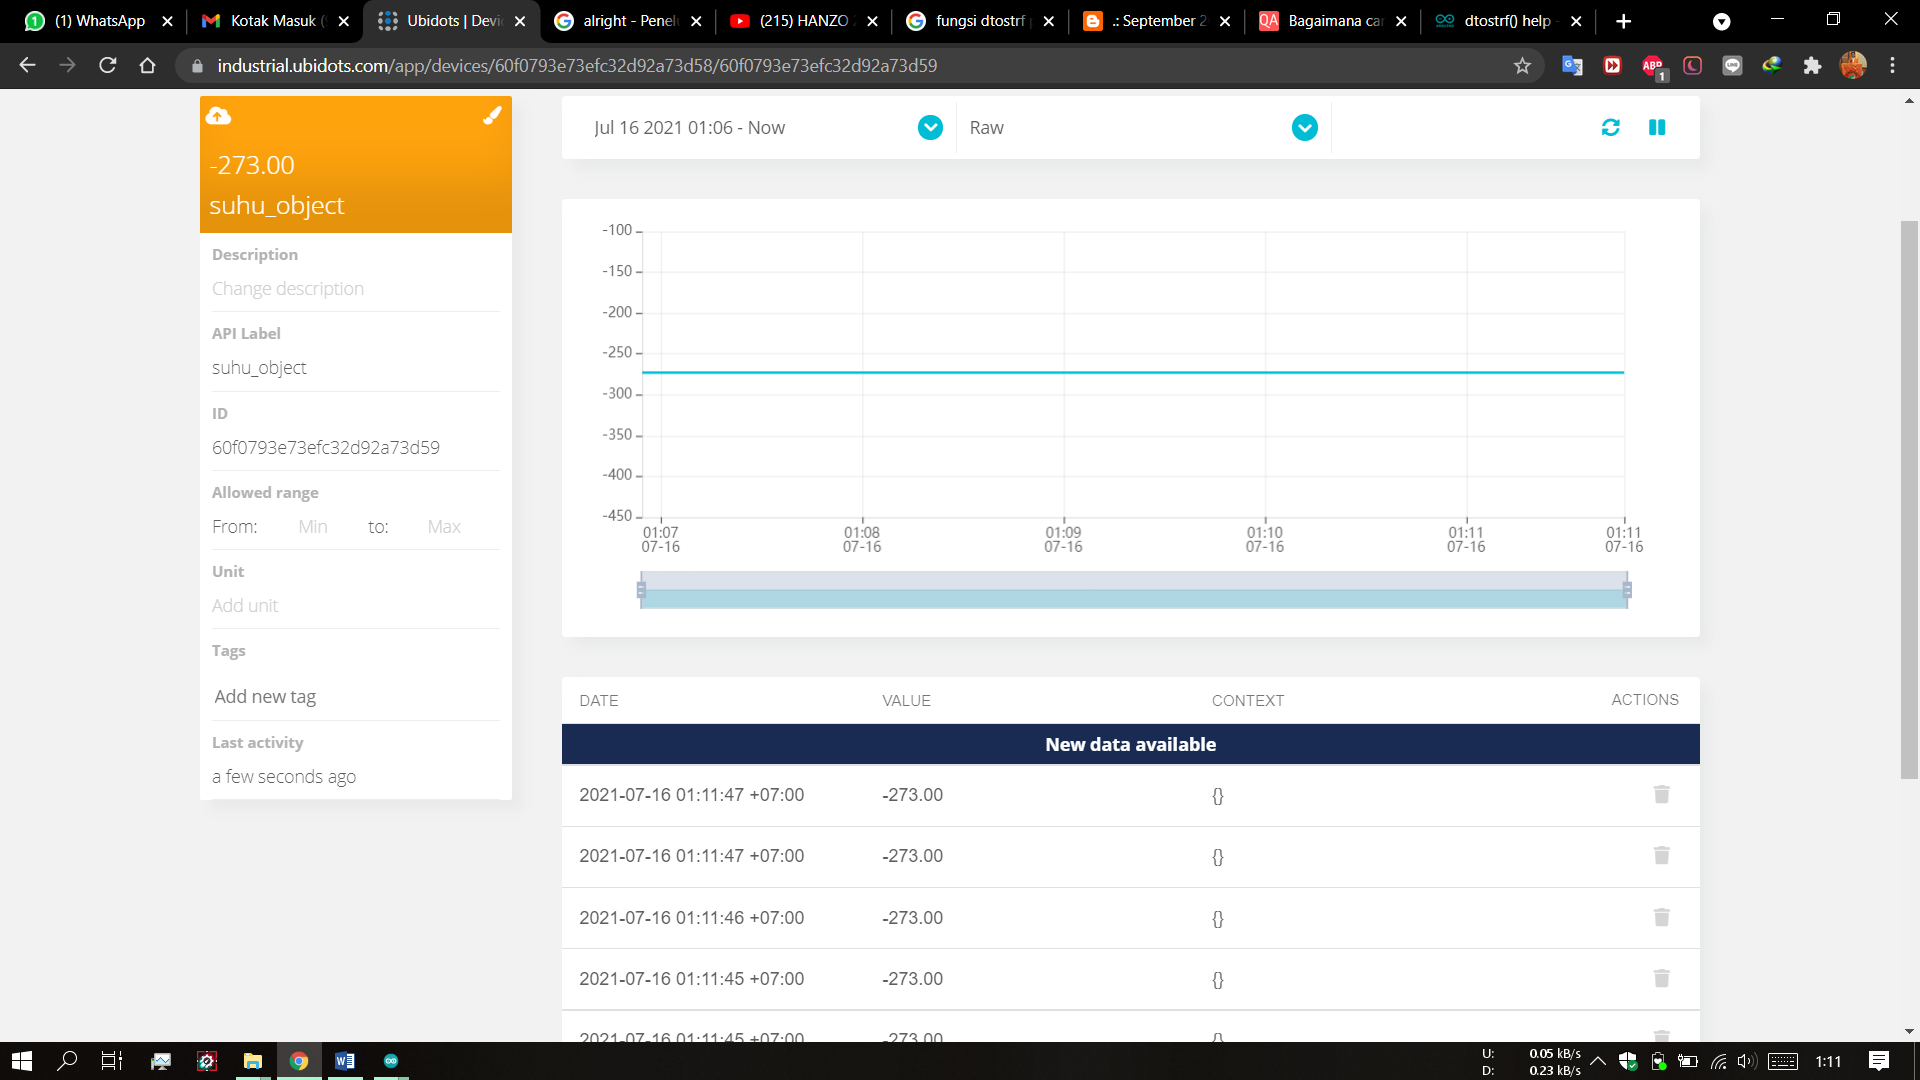 (1) WhatsApp
Kotak Masuk (
Ubidots | Devic
alright - Penelu
(215) HANZO
fungsi dtostrf
.: September 2
QA Bagaimana ca
dtostrf() help -
industrial.ubidots.com/app/devices/60f0793e73efc32d92a73d58/60f0793e73efc32d92a73d59
ABP
1
-273.00
suhu_object
Description
Change description
API Label
suhu_object
ID
60f0793e73efc32d92a73d59
Allowed range
From: Min to: Max
Unit
Add unit
Tags
Add new tag
Last activity
a few seconds ago
Jul 16 2021 01:06 - Now
Raw
-100
-150
-200
-250
-300
-350
-400
-450
01:07 01:08 01:09 01:10 01:11 01:11
07-16 07-16 07-16 07-16 07-16 07-16
DATE VALUE CONTEXT ACTIONS
New data available
2021-07-16 01:11:47 +07:00 -273.00 {}
2021-07-16 01:11:47 +07:00 -273.00 {}
2021-07-16 01:11:46 +07:00 -273.00 {}
2021-07-16 01:11:45 +07:00 -273.00 {}
2021-07-16 01:11:45 +07:00 -273.00 {}
U: 0.05 kB/s
D: 0.23 kB/s
1:11